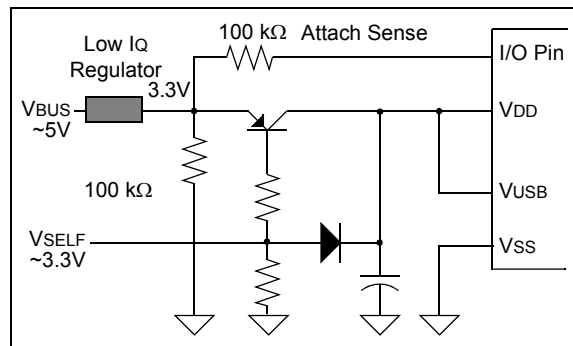 100 kΩ Attach Sense
Low IQ
Regulator
I/O Pin
3.3V
VBUS
~5V
VDD
100 kΩ
VUSB
VSELF
~3.3V
VSS